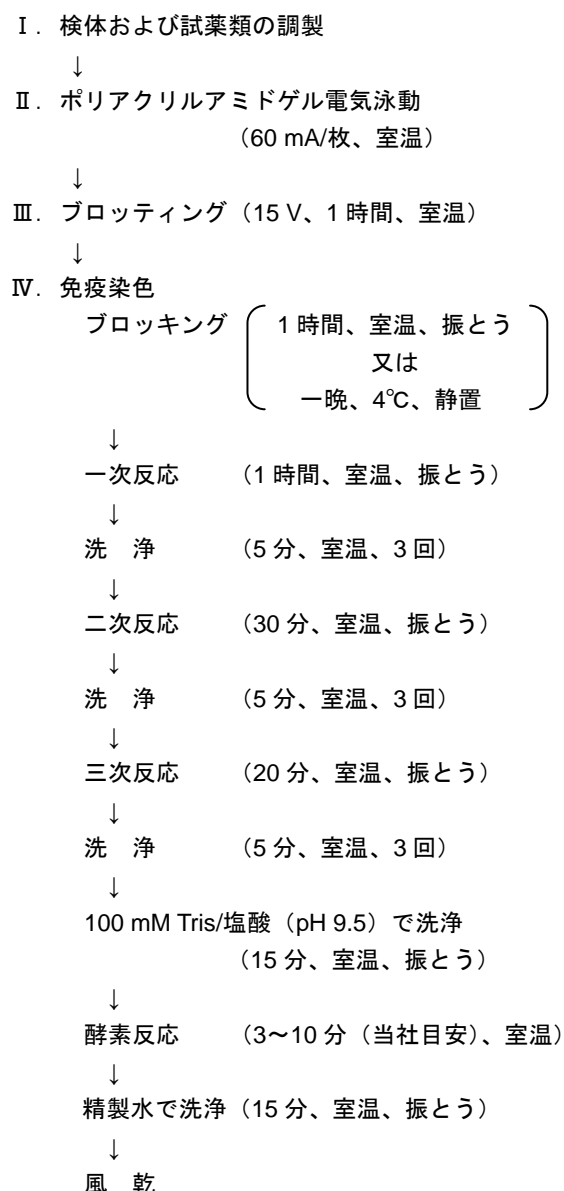 Ⅰ．検体および試薬類の調製
↓
Ⅱ．ポリアクリルアミドゲル電気泳動
（60 mA/枚、室温）
↓
Ⅲ．ブロッティング（15 V、1 時間、室温）
↓
Ⅳ．免疫染色
ブロッキング
1 時間、室温、振とう
又は
一晩、4℃、静置
↓
一次反応 （1 時間、室温、振とう）
↓
洗　浄 （5 分、室温、3 回）
↓
二次反応 （30 分、室温、振とう）
↓
洗　浄 （5 分、室温、3 回）
↓
三次反応 （20 分、室温、振とう）
↓
洗　浄 （5 分、室温、3 回）
↓
100 mM Tris/塩酸（pH 9.5）で洗浄
（15 分、室温、振とう）
↓
酵素反応 （3～10 分（当社目安）、室温）
↓
精製水で洗浄（15 分、室温、振とう）
↓
風　乾